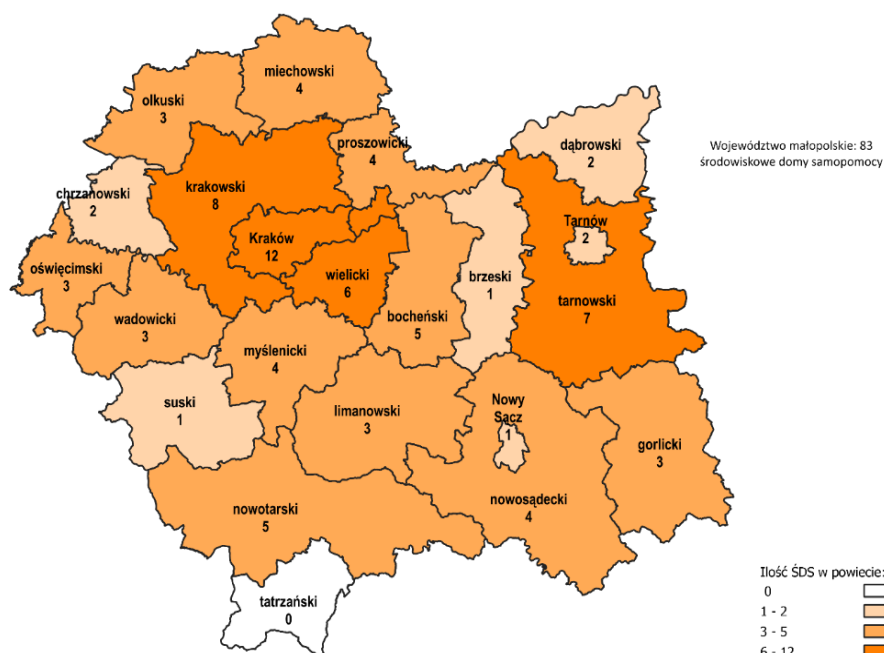 miechowski
4
olkuski
3
proszowicki
4
dąbrowski
2
Województwo małopolskie: 83
środowiskowe domy samopomocy
chrzanowski
2
krakowski
8
Kraków
12
Tarnów
2
oświęcimski
3
wielicki
6
brzeski
1
tarnowski
7
wadowicki
3
bocheński
5
myślenicki
4
suski
1
limanowski
3
Nowy
Sącz
1
gorlicki
3
nowotarski
5
nowosądecki
4
tatrzański
0
Ilość ŚDS w powiecie:
0
1 - 2
3 - 5
6 - 12